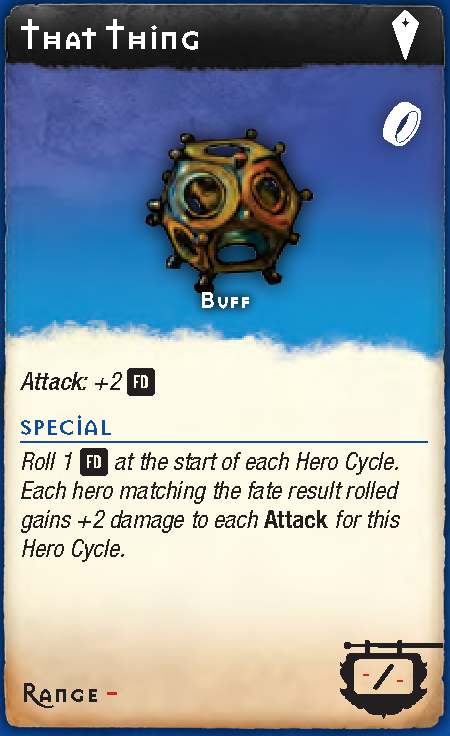 That Thing
Buff
Attack: +2 FD
Special
Roll 1 FD at the start of each Hero Cycle.
Each hero matching the fate result rolled
gains +2 damage to each Attack for this
Hero Cycle.
Range -
-/-